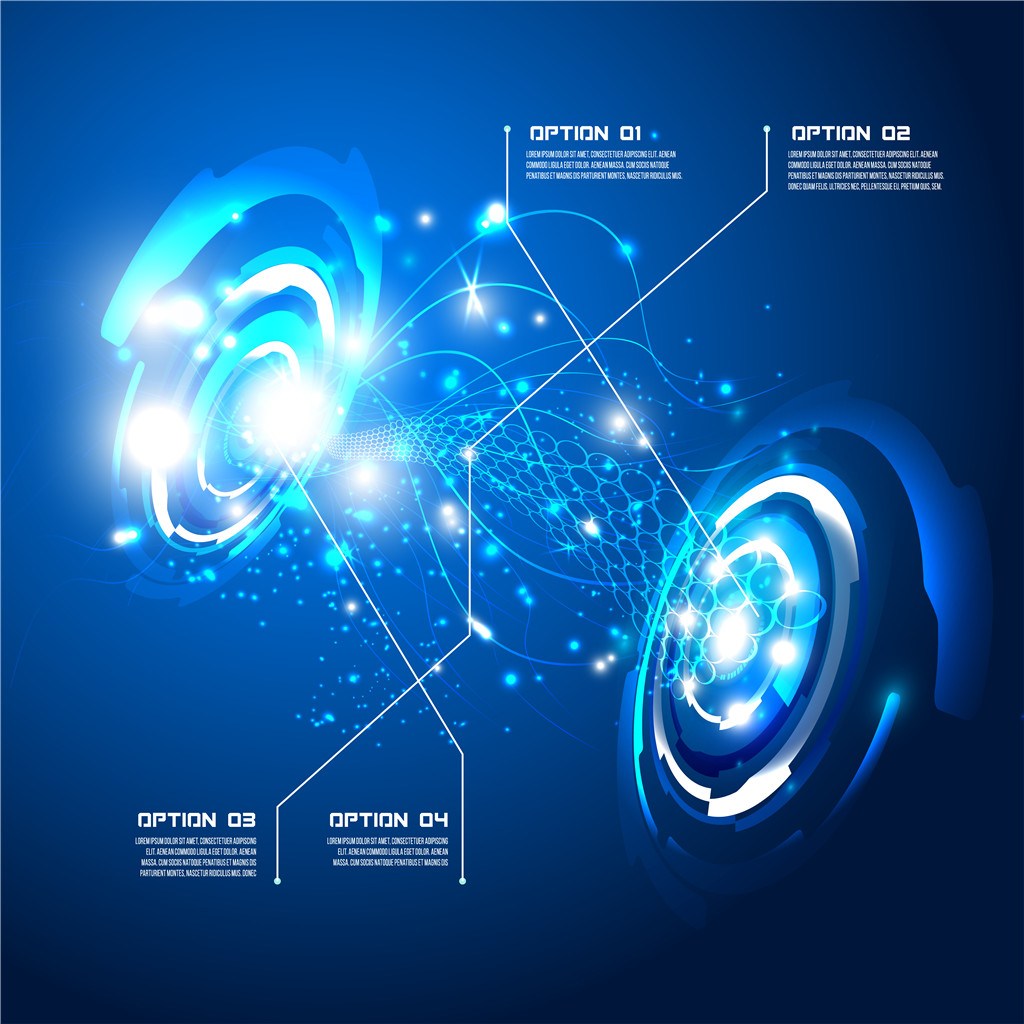 OPTION 01
LOREM IPSUM DOLOR SIT AMET, CONSECTETUER ADIPISCING ELIT. AENEAN
COMMODO LIGULA EGET DOLOR. AENEAN MASSA. CUM SOCIIS NATOQUE
PENATIBUS ET MAGNIS DIS PARTURIENT MONTES, NASCETUR RIDICULUS MUS.
OPTION 02
LOREM IPSUM DOLOR SIT AMET, CONSECTETUER ADIPISCING ELIT. AENEAN
COMMODO LIGULA EGET DOLOR. AENEAN MASSA. CUM SOCIIS NATOQUE
PENATIBUS ET MAGNIS DIS PARTURIENT MONTES, NASCETUR RIDICULUS MUS.
DONEC QUAM FELIS, ULTRICIES NEC, PELLENTESQUE EU, PRETIUM QUIS, SEM.
OPTION 03
LOREM IPSUM DOLOR SIT AMET, CONSECTETUER ADIPISCING
ELIT. AENEAN COMMODO LIGULA EGET DOLOR. AENEAN
MASSA. CUM SOCIIS NATOQUE PENATIBUS ET MAGNIS DIS
PARTURIENT MONTES, NASCETUR RIDICULUS MUS. DONEC
OPTION 04
LOREM IPSUM DOLOR SIT AMET, CONSECTETUER ADIPISCING
ELIT. AENEAN COMMODO LIGULA EGET DOLOR. AENEAN
MASSA. CUM SOCIIS NATOQUE PENATIBUS ET MAGNIS DIS